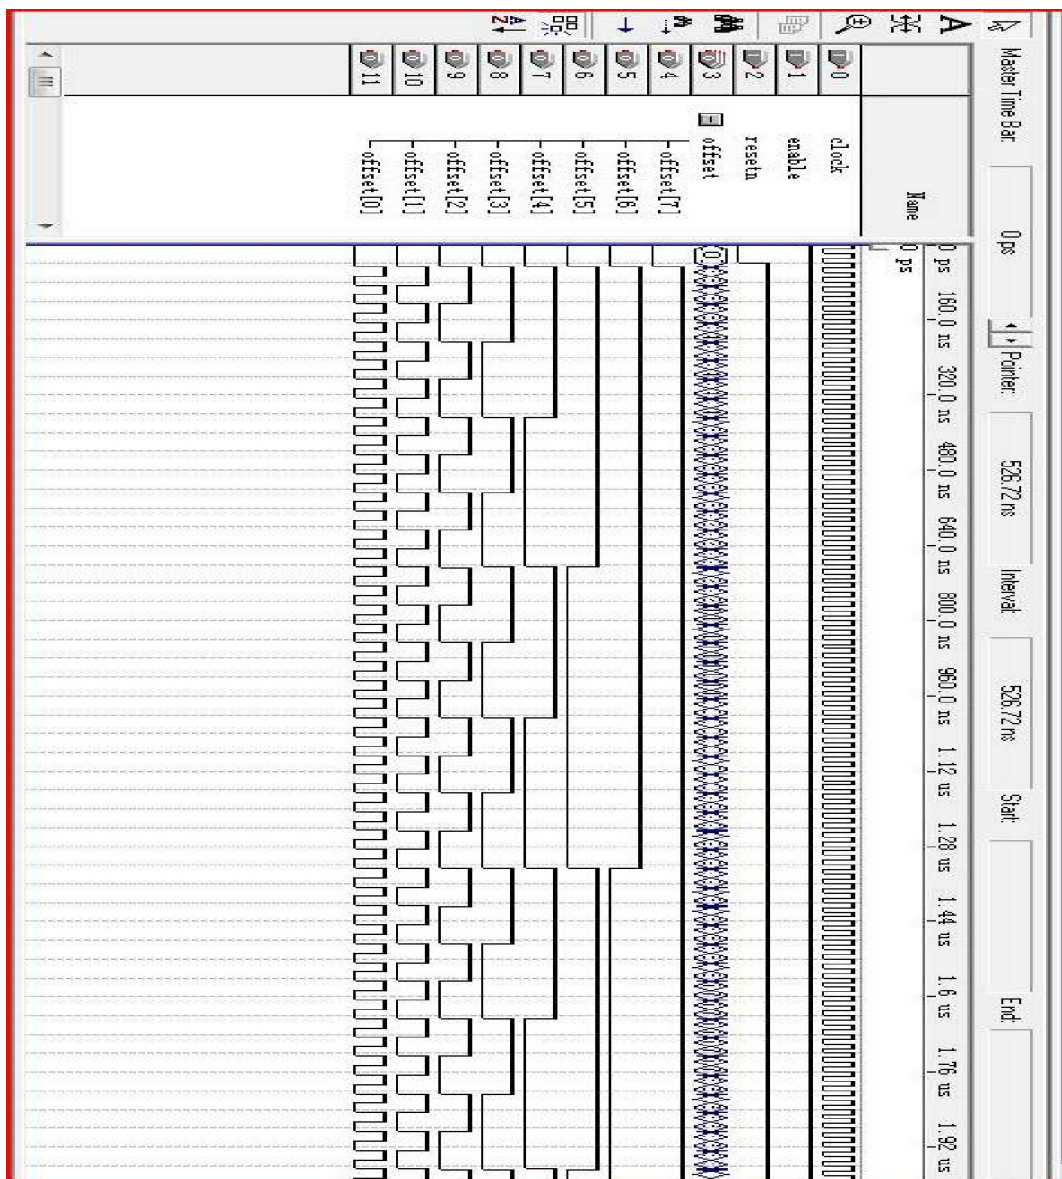 Master Time Bar: 0 ps Pointer: 526.72 ns Interval: 526.72 ns Start: End:
Name
0 ps 160.0 ns 320.0 ns 480.0 ns 640.0 ns 800.0 ns 960.0 ns 1.12 us 1.28 us 1.44 us 1.6 us 1.76 us 1.92 us
0 ps
0 clock
1 enable
2 resetn
3 offset
4 offset[7]
5 offset[6]
6 offset[5]
7 offset[4]
8 offset[3]
9 offset[2]
10 offset[1]
11 offset[0]